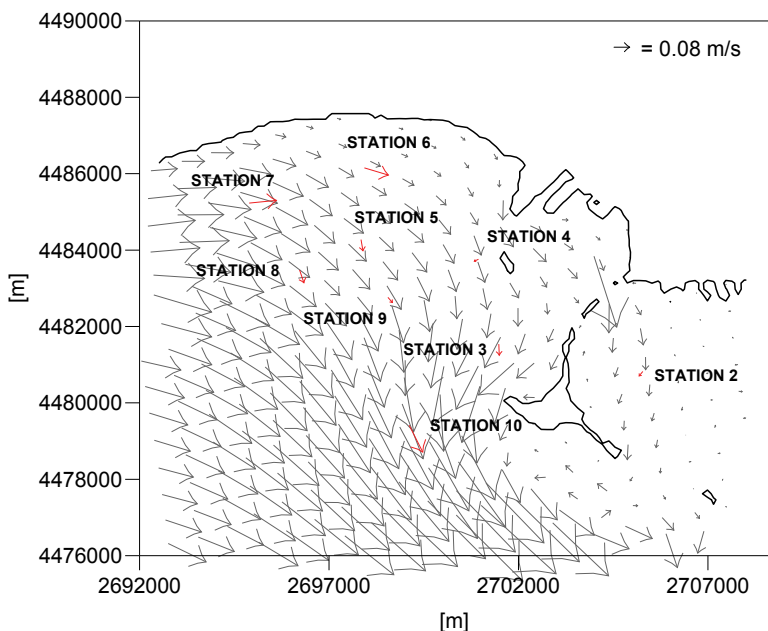 4490000
= 0.08 m/s
4488000
STATION 6
4486000
STATION 7
STATION 5
4484000
STATION 4
STATION 8
[m]
4482000
STATION 9
STATION 3
STATION 2
4480000
STATION 10
4478000
4476000
2692000 2697000 2702000 2707000
[m]